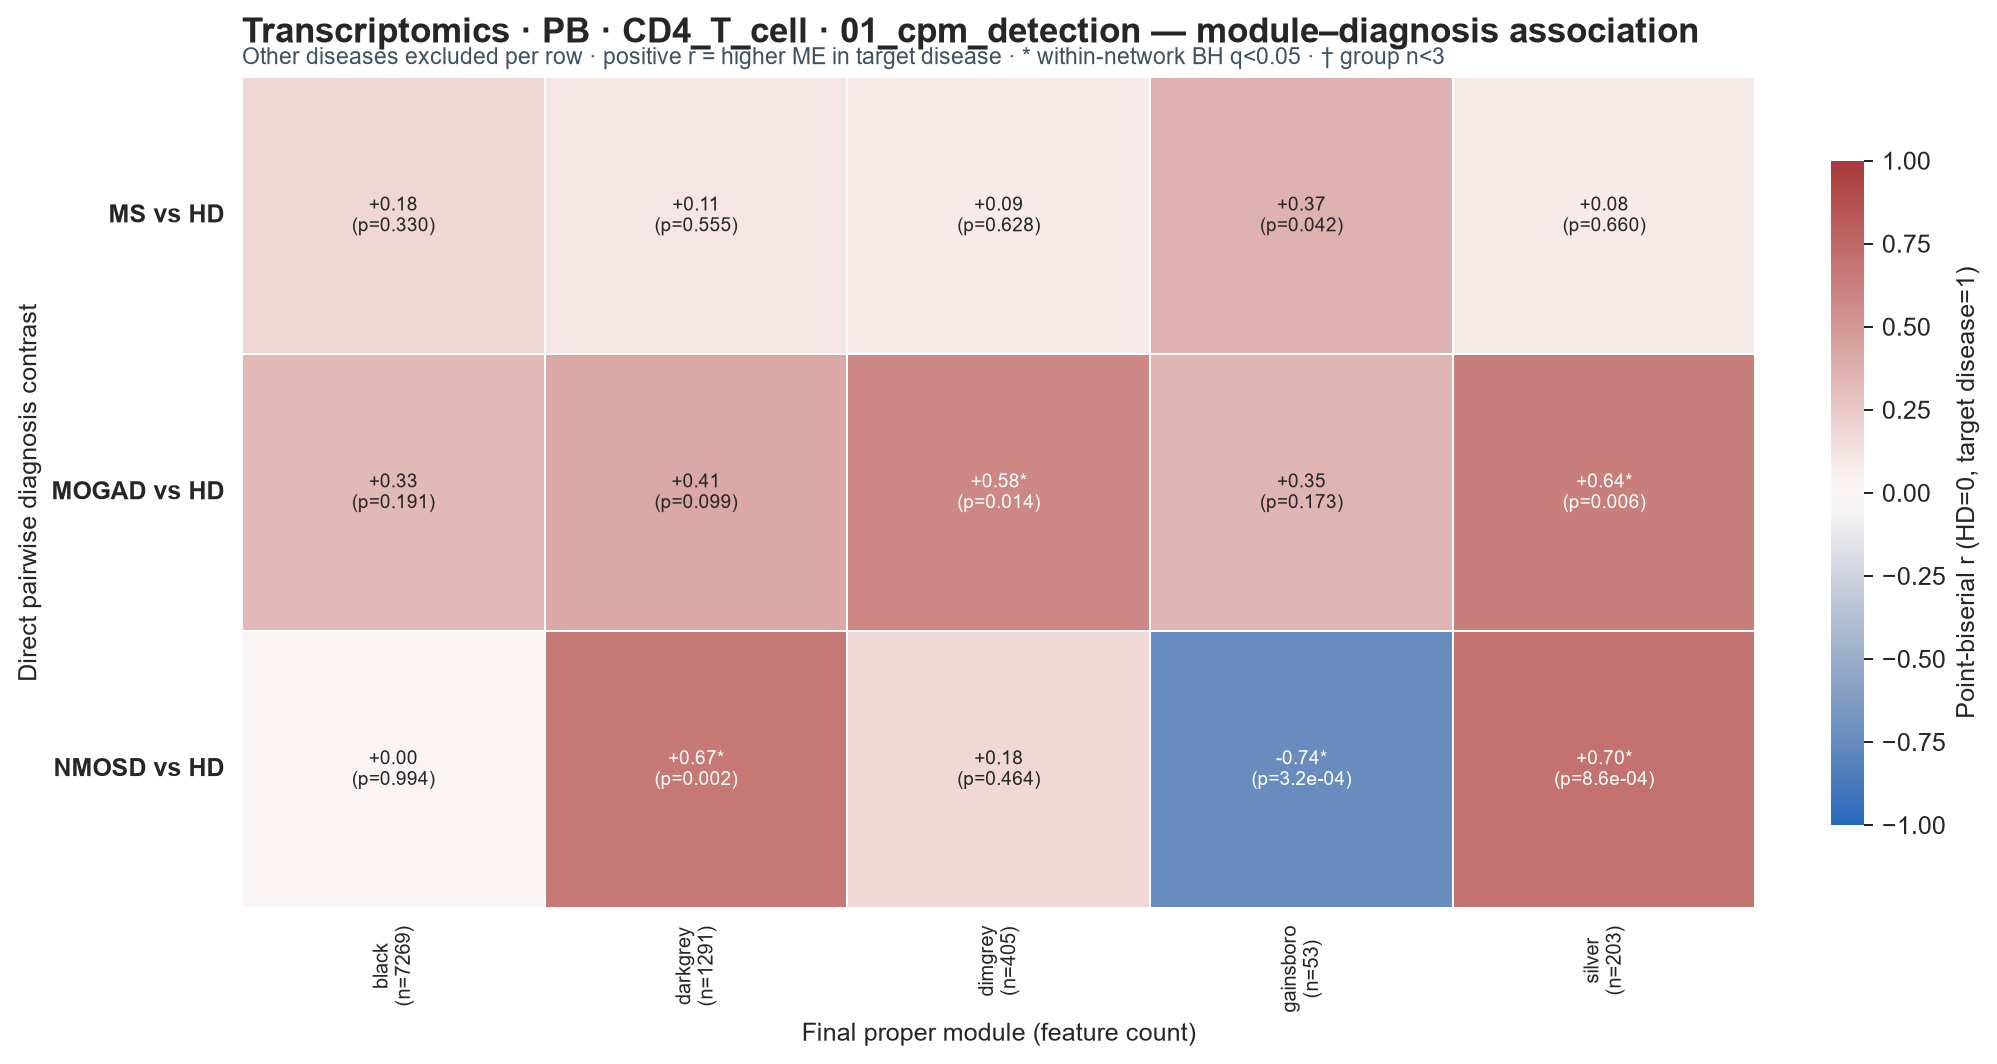 Transcriptomics · PB · CD4_T_cell · 01_cpm_detection — module–diagnosis association
Other diseases excluded per row · positive r = higher ME in target disease · * within-network BH q<0.05 · † group n<3
Direct pairwise diagnosis contrast
MS vs HD
+0.18
(p=0.330)
+0.11
(p=0.555)
+0.09
(p=0.628)
+0.37
(p=0.042)
+0.08
(p=0.660)
MOGAD vs HD
+0.33
(p=0.191)
+0.41
(p=0.099)
+0.58*
(p=0.014)
+0.35
(p=0.173)
+0.64*
(p=0.006)
NMOSD vs HD
+0.00
(p=0.994)
+0.67*
(p=0.002)
+0.18
(p=0.464)
-0.74*
(p=3.2e-04)
+0.70*
(p=8.6e-04)
black
(n=7269)
darkgrey
(n=1291)
dimgrey
(n=405)
gainsboro
(n=53)
silver
(n=203)
Final proper module (feature count)
1.00
0.75
0.50
0.25
0.00
−0.25
−0.50
−0.75
−1.00
Point-biserial r (HD=0, target disease=1)